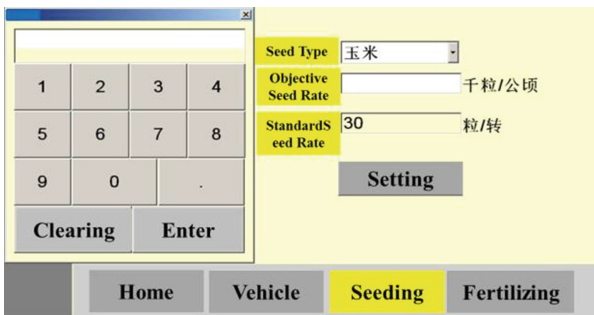 Seed Type 玉米
Objective
Seed Rate 千粒/公顷
StandardS
eed Rate 30 粒/转
Setting
1 2 3 4
5 6 7 8
9 0 .
Clearing Enter
Home Vehicle Seeding Fertilizing